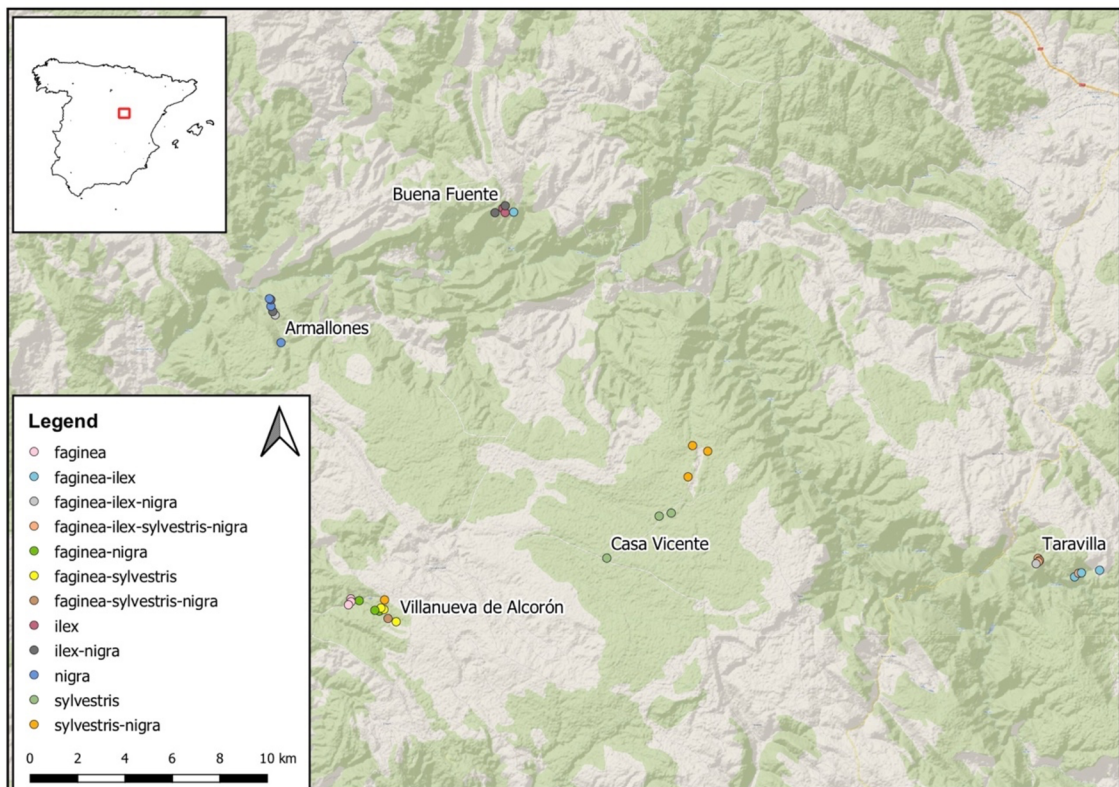 Buena Fuente
Armallones
Casa Vicente
Taravilla
Villanueva de Alcorón
Legend
faginea
faginea-ilex
faginea-ilex-nigra
faginea-ilex-sylvestris-nigra
faginea-nigra
faginea-sylvestris
faginea-sylvestris-nigra
ilex
ilex-nigra
nigra
sylvestris
sylvestris-nigra
0 2 4 6 8 10 km